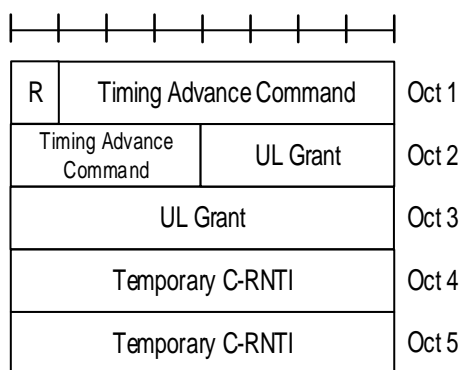 R Timing Advance Command Oct 1
Timing Advance
Command
UL Grant Oct 2
UL Grant Oct 3
Temporary C-RNTI Oct 4
Temporary C-RNTI Oct 5